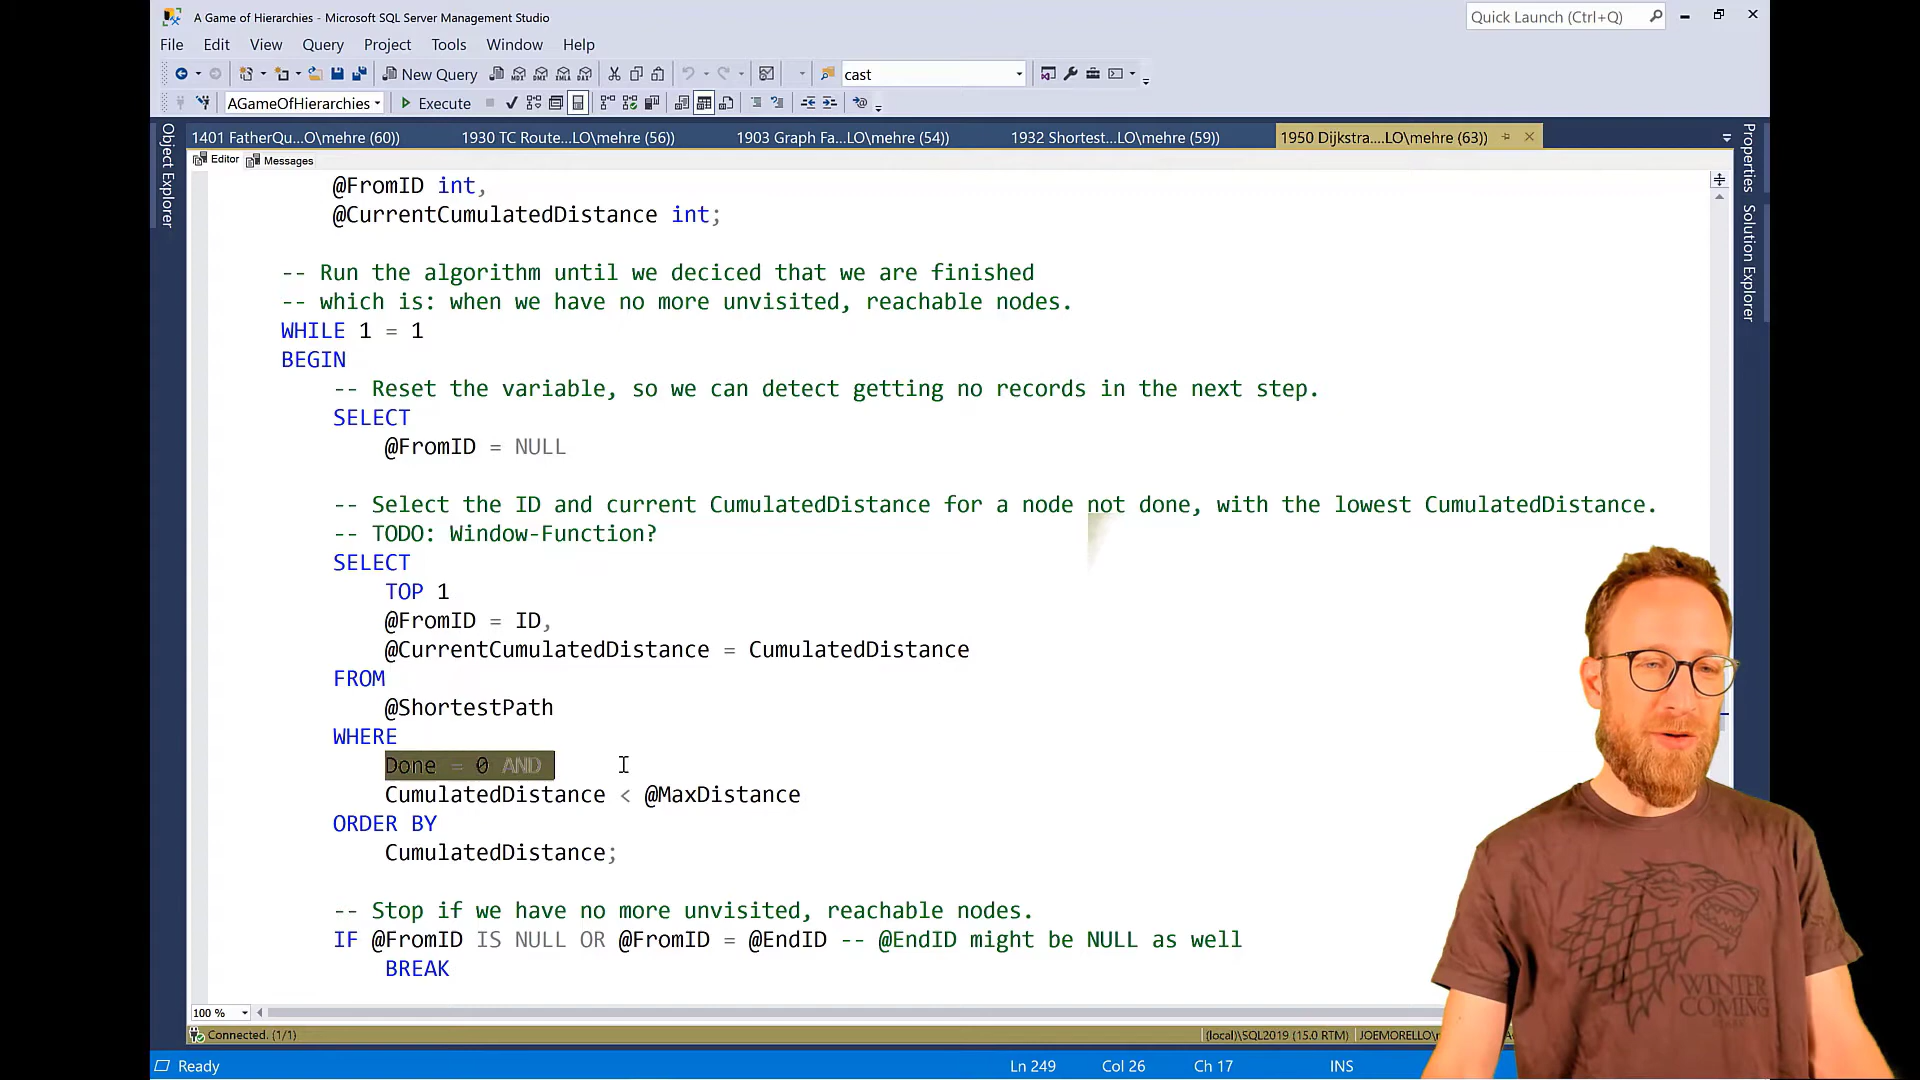 A Game of Hierarchies - Microsoft SQL Server Management Studio
Quick Launch (Ctrl+Q)
File Edit View Query Project Tools Window Help
New Query
cast
AGameOfHierarchies
Execute
1401 FatherQu...O\mehre (60))
1930 TC Route...LO\mehre (56))
1903 Graph Fa...LO\mehre (54))
1932 Shortest...LO\mehre (59))
1950 Dijkstra....LO\mehre (63))
Object Explorer
Properties
Solution Explorer
Editor
Messages
@FromID int,
@CurrentCumulatedDistance int;
-- Run the algorithm until we deciced that we are finished
-- which is: when we have no more unvisited, reachable nodes.
WHILE 1 = 1
BEGIN
-- Reset the variable, so we can detect getting no records in the next step.
SELECT
@FromID = NULL
-- Select the ID and current CumulatedDistance for a node not done, with the lowest CumulatedDistance.
-- TODO: Window-Function?
SELECT
TOP 1
@FromID = ID,
@CurrentCumulatedDistance = CumulatedDistance
FROM
@ShortestPath
WHERE
Done = 0 AND
CumulatedDistance < @MaxDistance
ORDER BY
CumulatedDistance;
-- Stop if we have no more unvisited, reachable nodes.
IF @FromID IS NULL OR @FromID = @EndID -- @EndID might be NULL as well
BREAK
WINTER
COMING
100 %
Connected. (1/1)
(local)\SQL2019 (15.0 RTM)
Ready
Ln 249
Col 26
Ch 17
INS